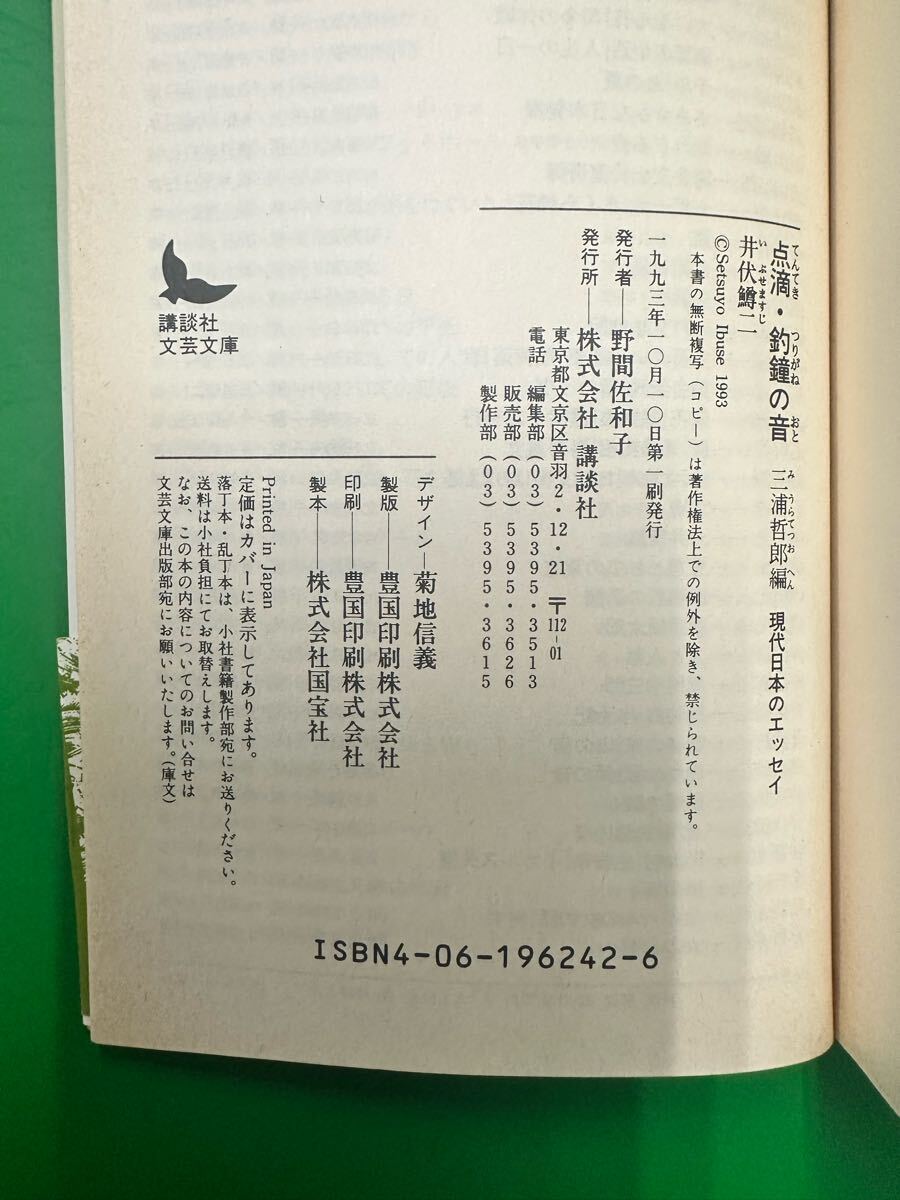 点滴・釣鐘の音 三浦哲郎編 現代日本のエッセイ
てんてき つりがね おと みうらてつおへん
井伏鱒二
いぶせますじ
©Setsuyo Ibuse 1993
本書の無断複写(コピー)は著作権法上での例外を除き、禁じられています。
一九九三年一〇月一〇日第一刷発行
発行者——野間佐和子
発行所——株式会社 講談社
東京都文京区音羽2・12・21 〒112-01
電話 編集部(03)5395・3513
販売部(03)5395・3626
製作部(03)5395・3615
デザイン—菊地信義
製版——豊国印刷株式会社
印刷——豊国印刷株式会社
製本——株式会社国宝社
Printed in Japan
定価はカバーに表示してあります。
落丁本・乱丁本は、小社書籍製作部宛にお送りください。
送料は小社負担にてお取替えします。
なお、この本の内容についてのお問い合せは
文芸文庫出版部宛にお願いいたします。(庫文)
講談社
文芸文庫
ISBN4-06-196242-6